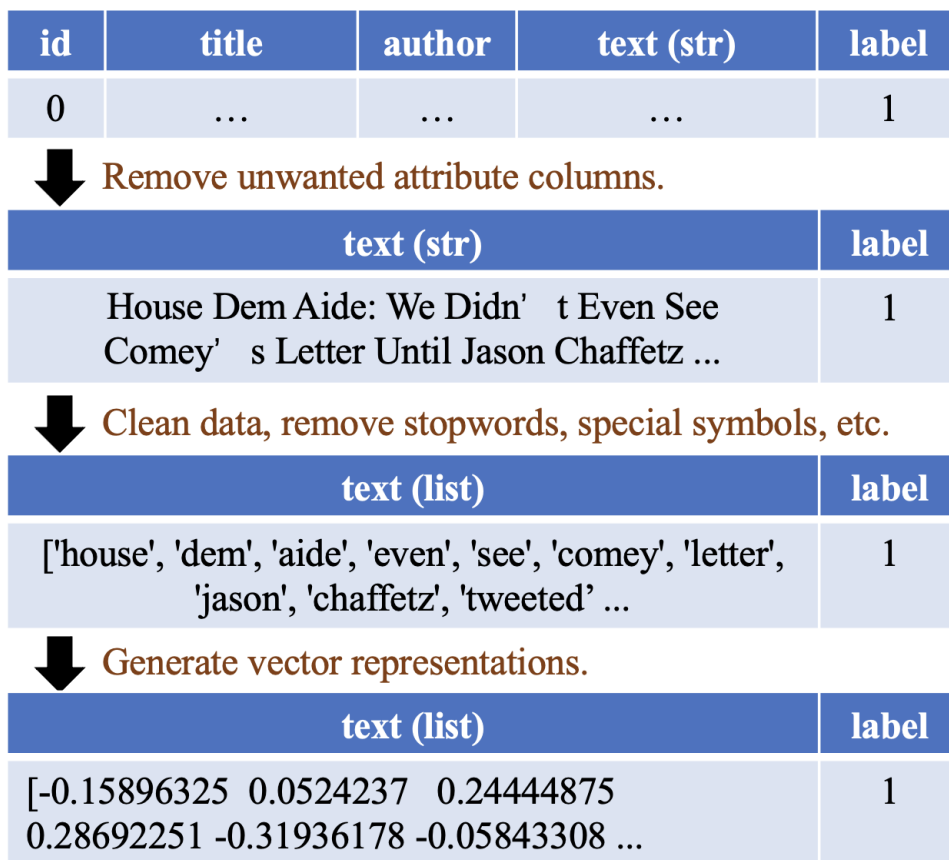 id title author text (str) label
0 ... ... ... 1
Remove unwanted attribute columns.
text (str) label
House Dem Aide: We Didn’ t Even See 1
Comey’ s Letter Until Jason Chaffetz ...
Clean data, remove stopwords, special symbols, etc.
text (list) label
['house', 'dem', 'aide', 'even', 'see', 'comey', 'letter', 1
'jason', 'chaffetz', 'tweeted’ ...
Generate vector representations.
text (list) label
[-0.15896325 0.0524237 0.24444875 1
0.28692251 -0.31936178 -0.05843308 ...